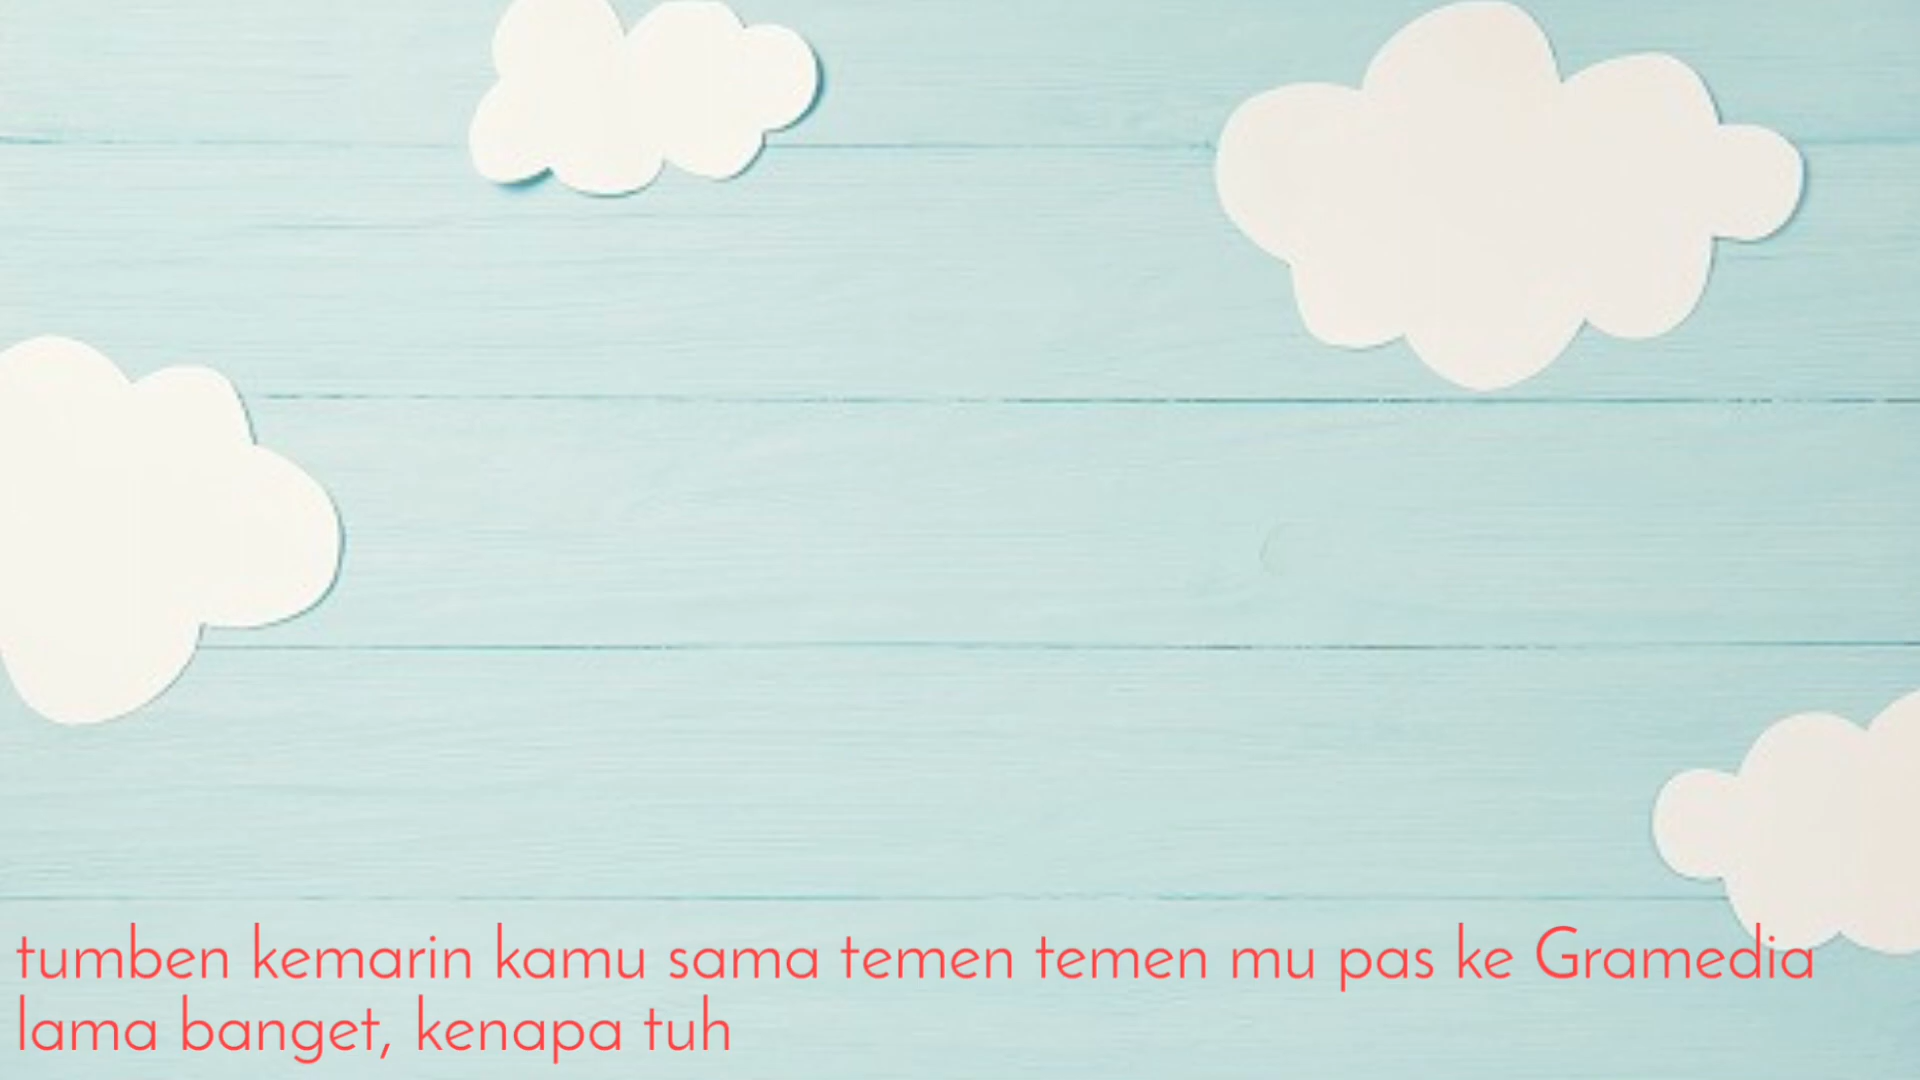 tumben kemarin kamu sama temen temen mu pas ke Gramedia
lama banget, kenapa tuh